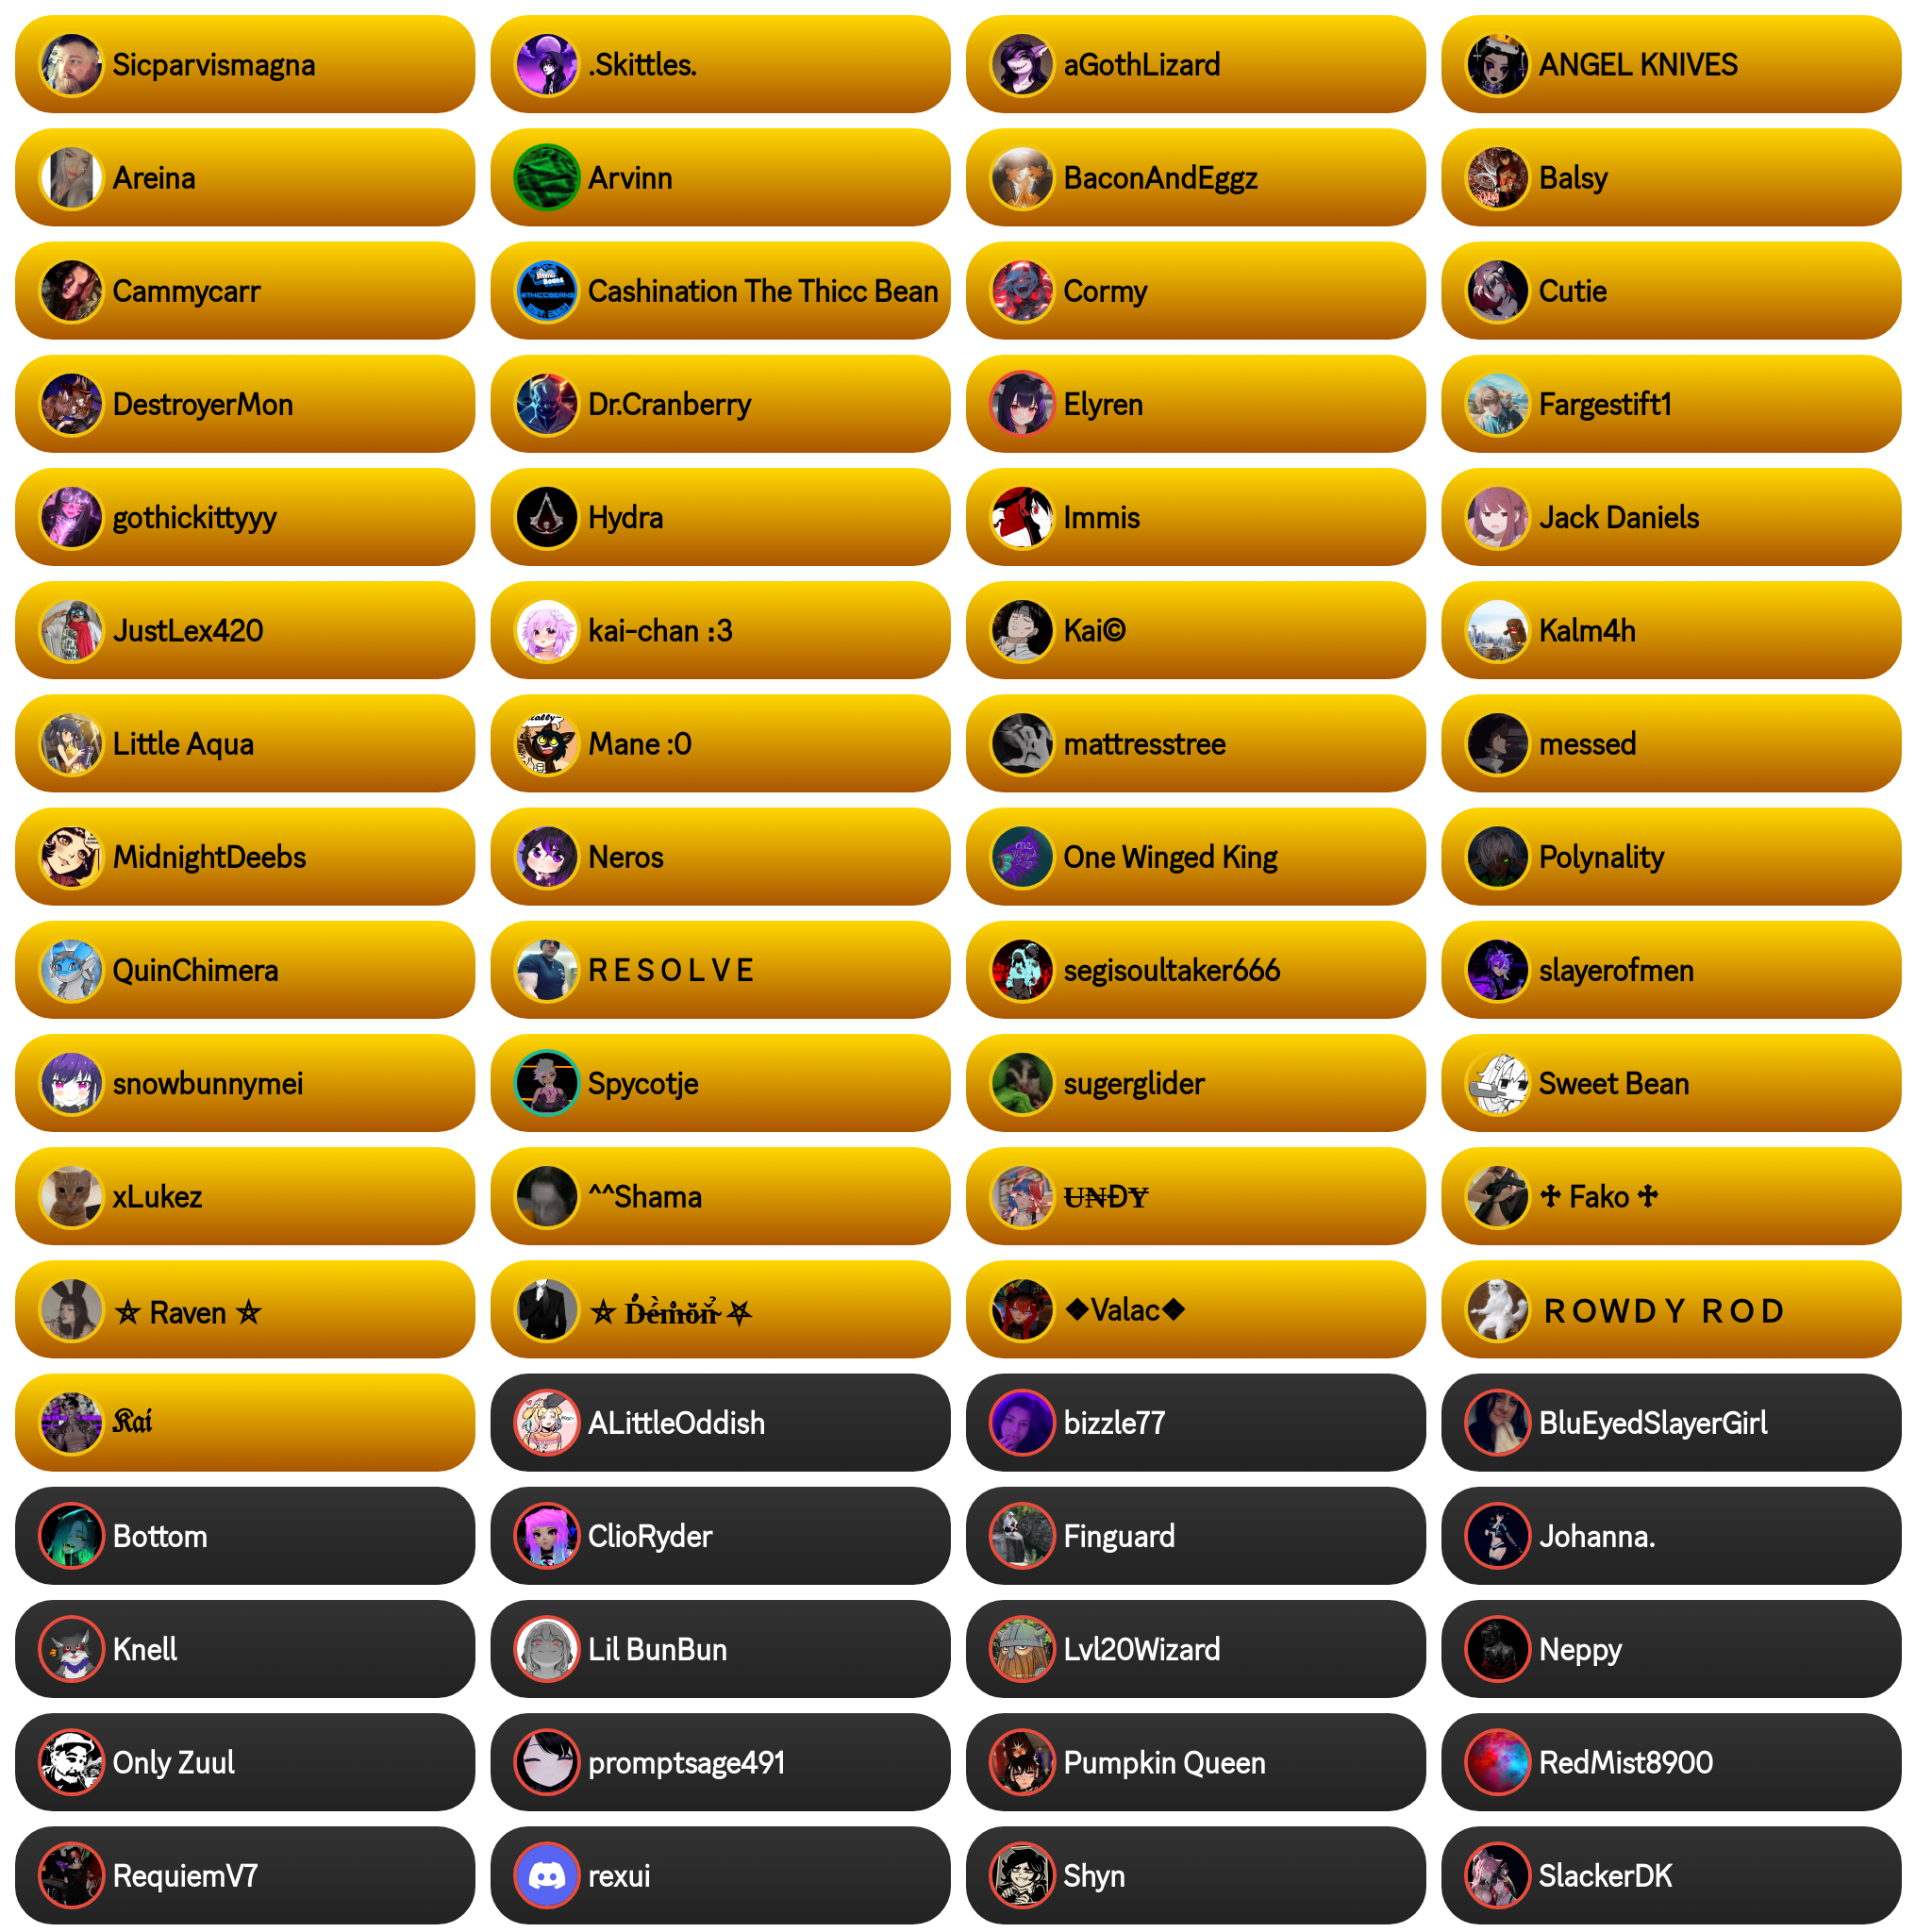 Sicparvismagna
.Skittles.
aGothLizard
ANGEL KNIVES
Areina
Arvinn
BaconAndEggz
Balsy
Cammycarr
Cashination The Thicc Bean
Cormy
Cutie
DestroyerMon
Dr.Cranberry
Elyren
Fargestift1
gothickittyyy
Hydra
Immis
Jack Daniels
JustLex420
kai-chan :3
Kai©
Kalm4h
Little Aqua
Mane :0
mattresstree
messed
MidnightDeebs
Neros
One Winged King
Polynality
QuinChimera
R E S O L V E
segisoultaker666
slayerofmen
snowbunnymei
Spycotje
sugerglider
Sweet Bean
xLukez
^^Shama
U̶N̶ĐY̶
✢ Fako ✢
⛤ Raven ⛤
⛤ D̷é̷m̷o̷n̷ ⛧
❖Valac❖
R O W D Y R O D
𝕶𝖆𝖎
ALittleOddish
bizzle77
BluEyedSlayerGirl
Bottom
ClioRyder
Finguard
Johanna.
Knell
Lil BunBun
Lvl20Wizard
Neppy
Only Zuul
promptsage491
Pumpkin Queen
RedMist8900
RequiemV7
rexui
Shyn
SlackerDK